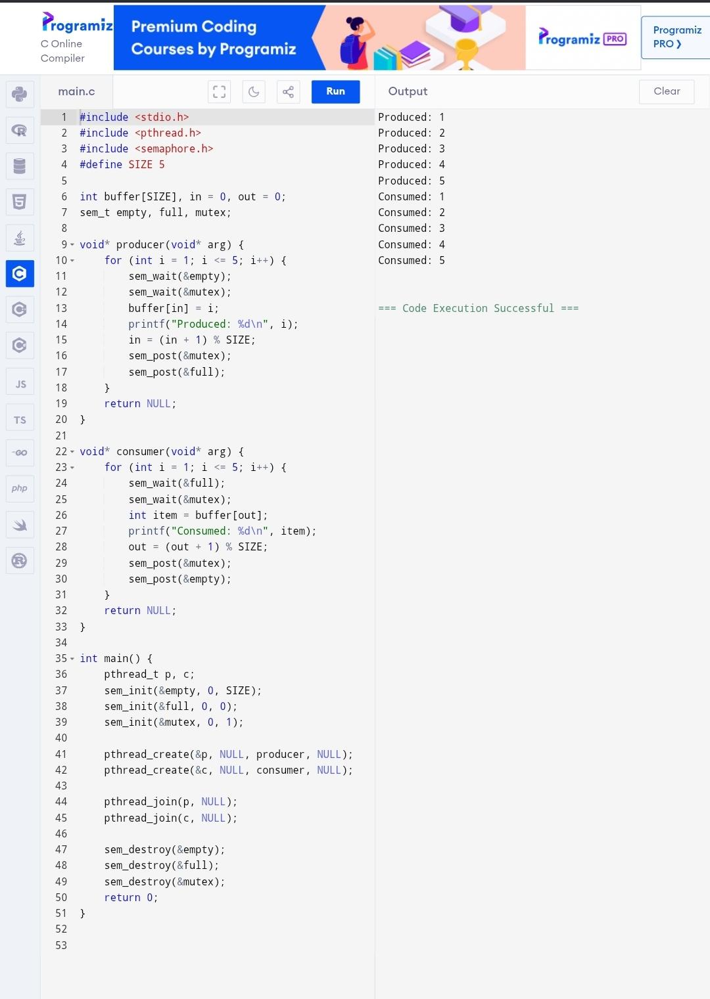 Programiz
C Online
Compiler
Premium Coding
Courses by Programiz
Programiz PRO
Programiz
PRO ❯
main.c
Run
Output
Clear
1 #include <stdio.h>
2 #include <pthread.h>
3 #include <semaphore.h>
4 #define SIZE 5
5
6 int buffer[SIZE], in = 0, out = 0;
7 sem_t empty, full, mutex;
8
9 void* producer(void* arg) {
10     for (int i = 1; i <= 5; i++) {
11         sem_wait(&empty);
12         sem_wait(&mutex);
13         buffer[in] = i;
14         printf("Produced: %d\n", i);
15         in = (in + 1) % SIZE;
16         sem_post(&mutex);
17         sem_post(&full);
18     }
19     return NULL;
20 }
21
22 void* consumer(void* arg) {
23     for (int i = 1; i <= 5; i++) {
24         sem_wait(&full);
25         sem_wait(&mutex);
26         int item = buffer[out];
27         printf("Consumed: %d\n", item);
28         out = (out + 1) % SIZE;
29         sem_post(&mutex);
30         sem_post(&empty);
31     }
32     return NULL;
33 }
34
35 int main() {
36     pthread_t p, c;
37     sem_init(&empty, 0, SIZE);
38     sem_init(&full, 0, 0);
39     sem_init(&mutex, 0, 1);
40
41     pthread_create(&p, NULL, producer, NULL);
42     pthread_create(&c, NULL, consumer, NULL);
43
44     pthread_join(p, NULL);
45     pthread_join(c, NULL);
46
47     sem_destroy(&empty);
48     sem_destroy(&full);
49     sem_destroy(&mutex);
50     return 0;
51 }
52
53
Produced: 1
Produced: 2
Produced: 3
Produced: 4
Produced: 5
Consumed: 1
Consumed: 2
Consumed: 3
Consumed: 4
Consumed: 5
=== Code Execution Successful ===
R
5
C
C
C
JS
TS
GO
php
R